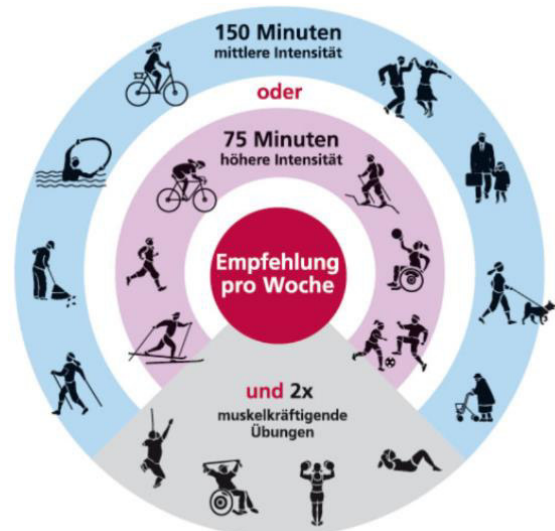 150 Minuten
mittlere Intensität
oder
75 Minuten
höhere Intensität
Empfehlung
pro Woche
und 2x
muskelkräftigende
Übungen